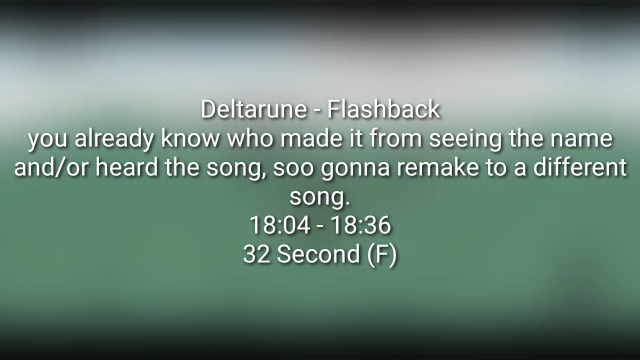 Deltarune - Flashback
you already know who made it from seeing the name
and/or heard the song, soo gonna remake to a different
song.
18:04 - 18:36
32 Second (F)